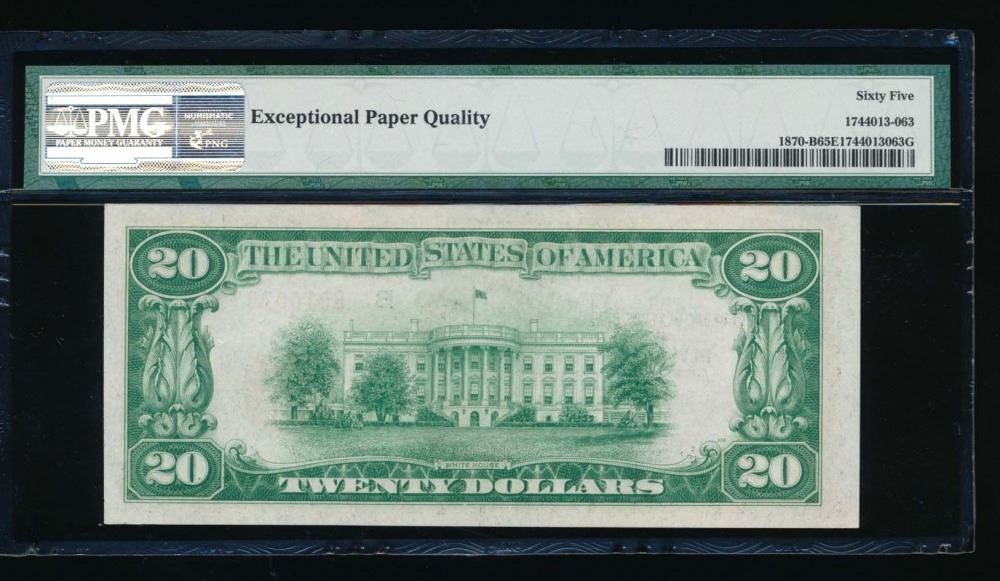 PMG
PAPER MONEY GUARANTY
NUMISMATIC
PNG
Exceptional Paper Quality
Sixty Five
1744013-063
1870-B65E1744013063G
20 THE UNITED STATES OF AMERICA 20
WHITE HOUSE
20 TWENTY DOLLARS 20